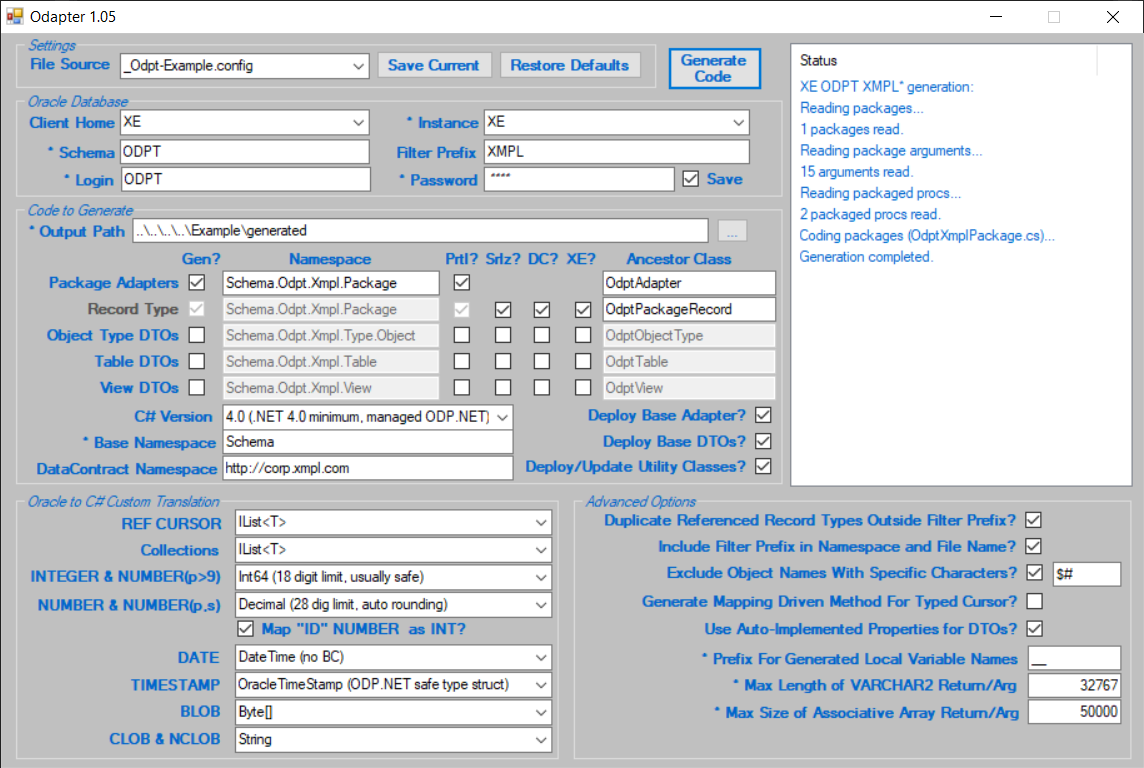 Odapter 1.05
Settings
File Source _Odpt-Example.config Save Current Restore Defaults Generate Code
Oracle Database
Client Home XE * Instance XE
* Schema ODPT Filter Prefix XMPL
* Login ODPT * Password **** Save
Code to Generate
* Output Path ..\..\..\..\Example\generated ...
Gen? Namespace Prtl? Srlz? DC? XE? Ancestor Class
Package Adapters Schema.Odpt.Xmpl.Package OdptAdapter
Record Type Schema.Odpt.Xmpl.Package OdptPackageRecord
Object Type DTOs Schema.Odpt.Xmpl.Type.Object OdptObjectType
Table DTOs Schema.Odpt.Xmpl.Table OdptTable
View DTOs Schema.Odpt.Xmpl.View OdptView
C# Version 4.0 (.NET 4.0 minimum, managed ODP.NET) Deploy Base Adapter?
* Base Namespace Schema Deploy Base DTOs?
DataContract Namespace http://corp.xmpl.com Deploy/Update Utility Classes?
Status
XE ODPT XMPL* generation:
Reading packages...
1 packages read.
Reading package arguments...
15 arguments read.
Reading packaged procs...
2 packaged procs read.
Coding packages (OdptXmplPackage.cs)...
Generation completed.
Oracle to C# Custom Translation
REF CURSOR IList<T>
Collections IList<T>
INTEGER & NUMBER(p>9) Int64 (18 digit limit, usually safe)
NUMBER & NUMBER(p,s) Decimal (28 dig limit, auto rounding)
Map "ID" NUMBER as INT?
DATE DateTime (no BC)
TIMESTAMP OracleTimeStamp (ODP.NET safe type struct)
BLOB Byte[]
CLOB & NCLOB String
Advanced Options
Duplicate Referenced Record Types Outside Filter Prefix?
Include Filter Prefix in Namespace and File Name?
Exclude Object Names With Specific Characters? $#
Generate Mapping Driven Method For Typed Cursor?
Use Auto-Implemented Properties for DTOs?
* Prefix For Generated Local Variable Names __
* Max Length of VARCHAR2 Return/Arg 32767
* Max Size of Associative Array Return/Arg 50000